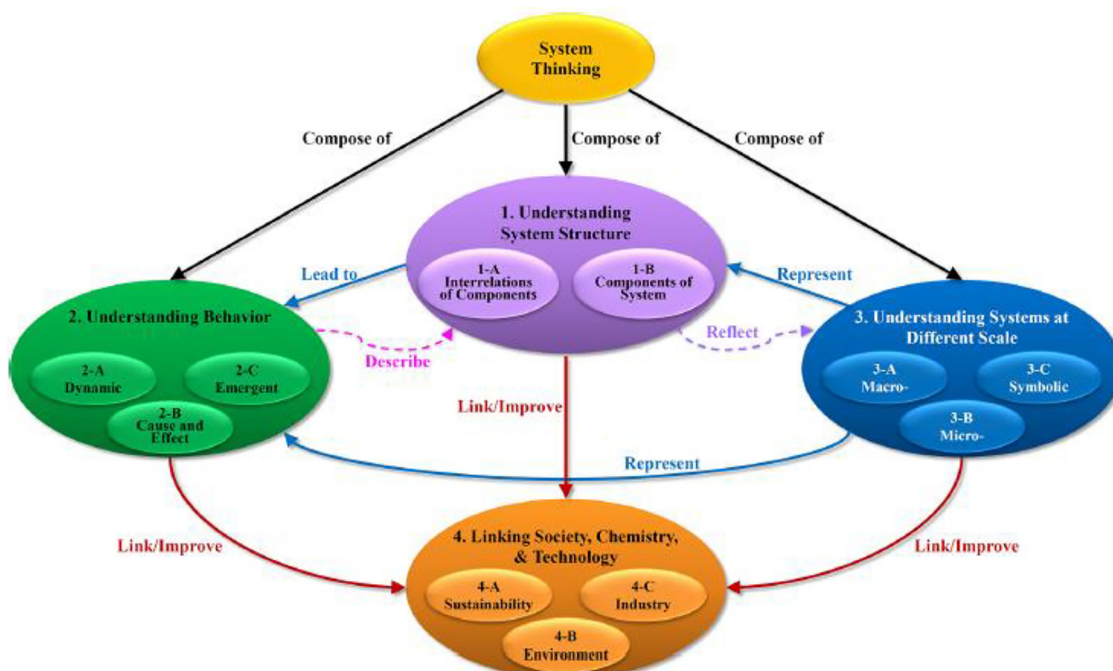 System
Thinking
Compose of
Compose of
Compose of
1. Understanding
System Structure
1-A
Interrelations
of Components
1-B
Components of
System
Lead to
Represent
2. Understanding Behavior
Describe
Reflect
3. Understanding Systems at
Different Scale
2-A
Dynamic
2-C
Emergent
2-B
Cause and
Effect
3-A
Macro-
3-C
Symbolic
3-B
Micro-
Link/Improve
Represent
Link/Improve
Link/Improve
4. Linking Society, Chemistry,
& Technology
4-A
Sustainability
4-C
Industry
4-B
Environment